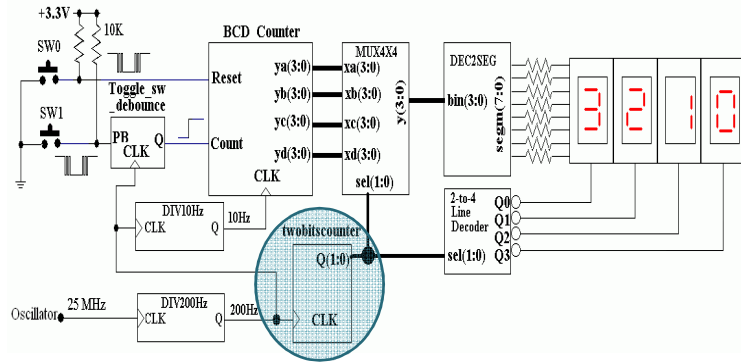 +3.3V
10K
SW0
Toggle_sw
_debounce
SW1
PB Q
CLK
BCD Counter
Reset
Count
ya(3:0)
yb(3:0)
yc(3:0)
yd(3:0)
CLK
MUX4X4
xa(3:0)
xb(3:0)
xc(3:0)
xd(3:0)
y(3:0)
sel(1:0)
DEC2SEG
bin(3:0)
segm(7:0)
3 2 1 0
2-to-4
Line
Decoder
Q0
Q1
Q2
sel(1:0) Q3
DIV10Hz
CLK Q
10Hz
twobitscounter
Q(1:0)
CLK
Oscillator
25 MHz
DIV200Hz
CLK Q
200Hz